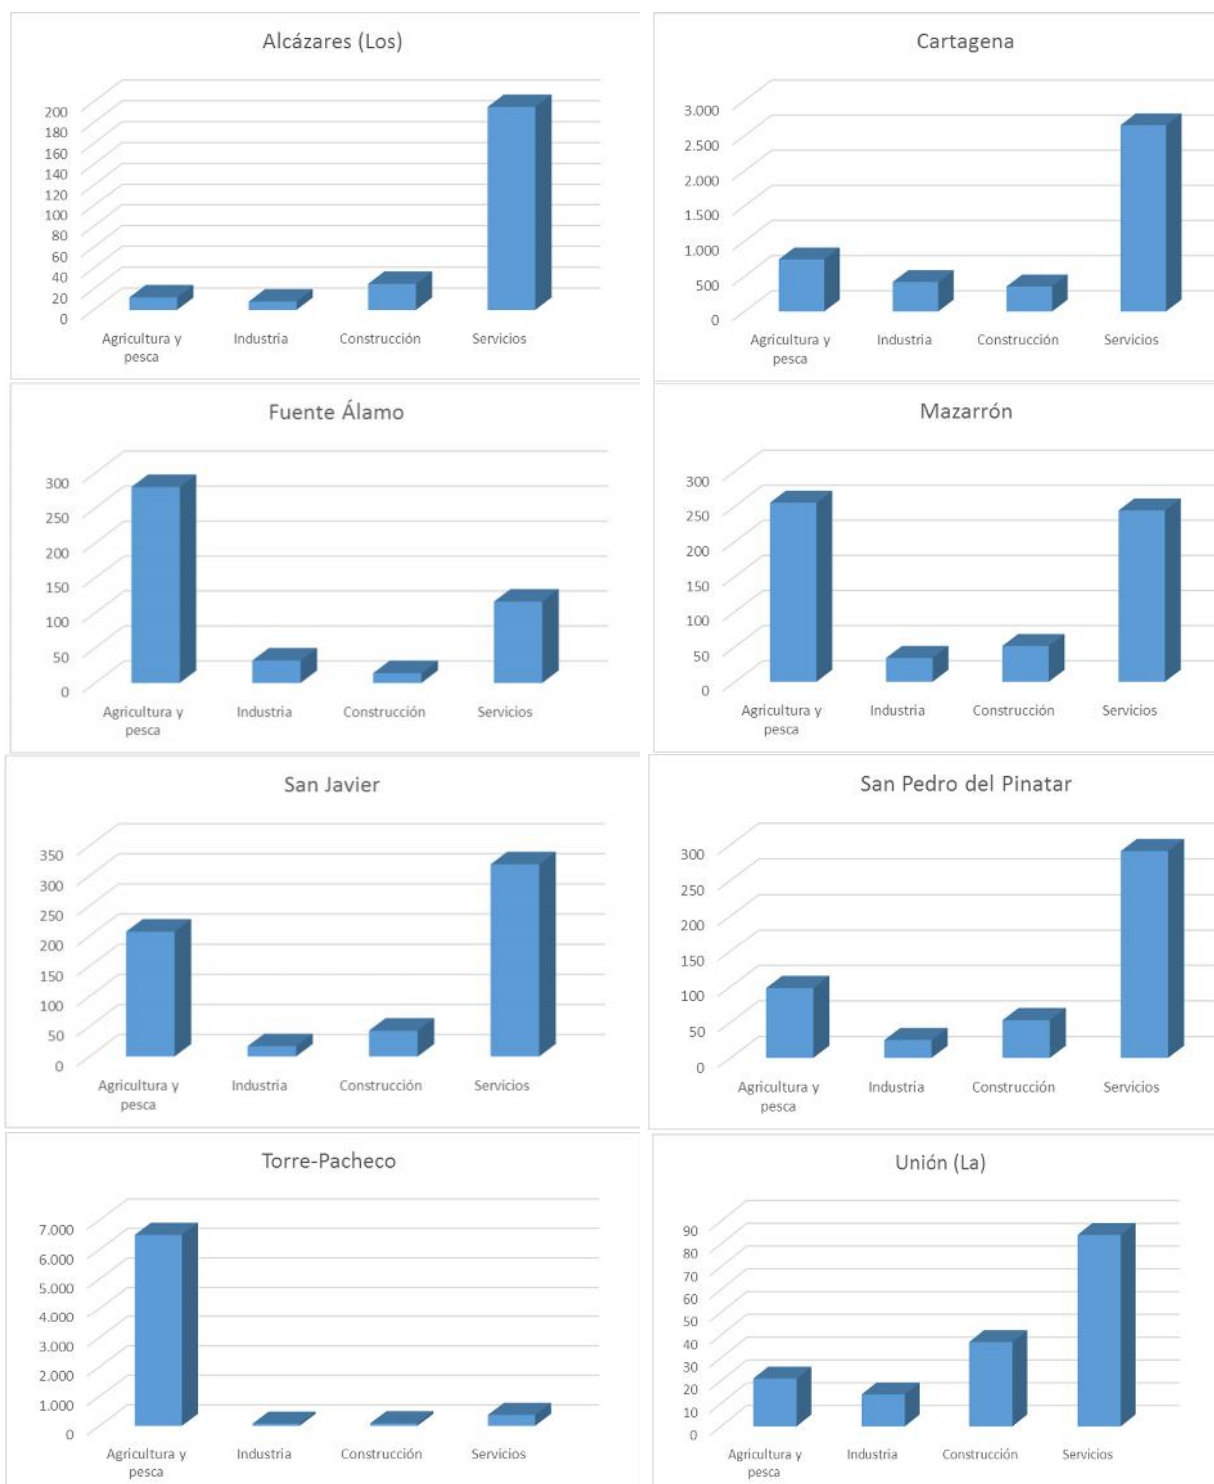 Alcázares (Los)
200
180
160
140
120
100
80
60
40
20
0
Agricultura y
pesca
Industria
Construcción
Servicios
Cartagena
3.000
2.500
2.000
1.500
1.000
500
0
Agricultura y
pesca
Industria
Construcción
Servicios
Fuente Álamo
300
250
200
150
100
50
0
Agricultura y
pesca
Industria
Construcción
Servicios
Mazarrón
300
250
200
150
100
50
0
Agricultura y
pesca
Industria
Construcción
Servicios
San Javier
350
300
250
200
150
100
50
0
Agricultura y
pesca
Industria
Construcción
Servicios
San Pedro del Pinatar
300
250
200
150
100
50
0
Agricultura y
pesca
Industria
Construcción
Servicios
Torre-Pacheco
7.000
6.000
5.000
4.000
3.000
2.000
1.000
0
Agricultura y
pesca
Industria
Construcción
Servicios
Unión (La)
90
80
70
60
50
40
30
20
10
0
Agricultura y
pesca
Industria
Construcción
Servicios